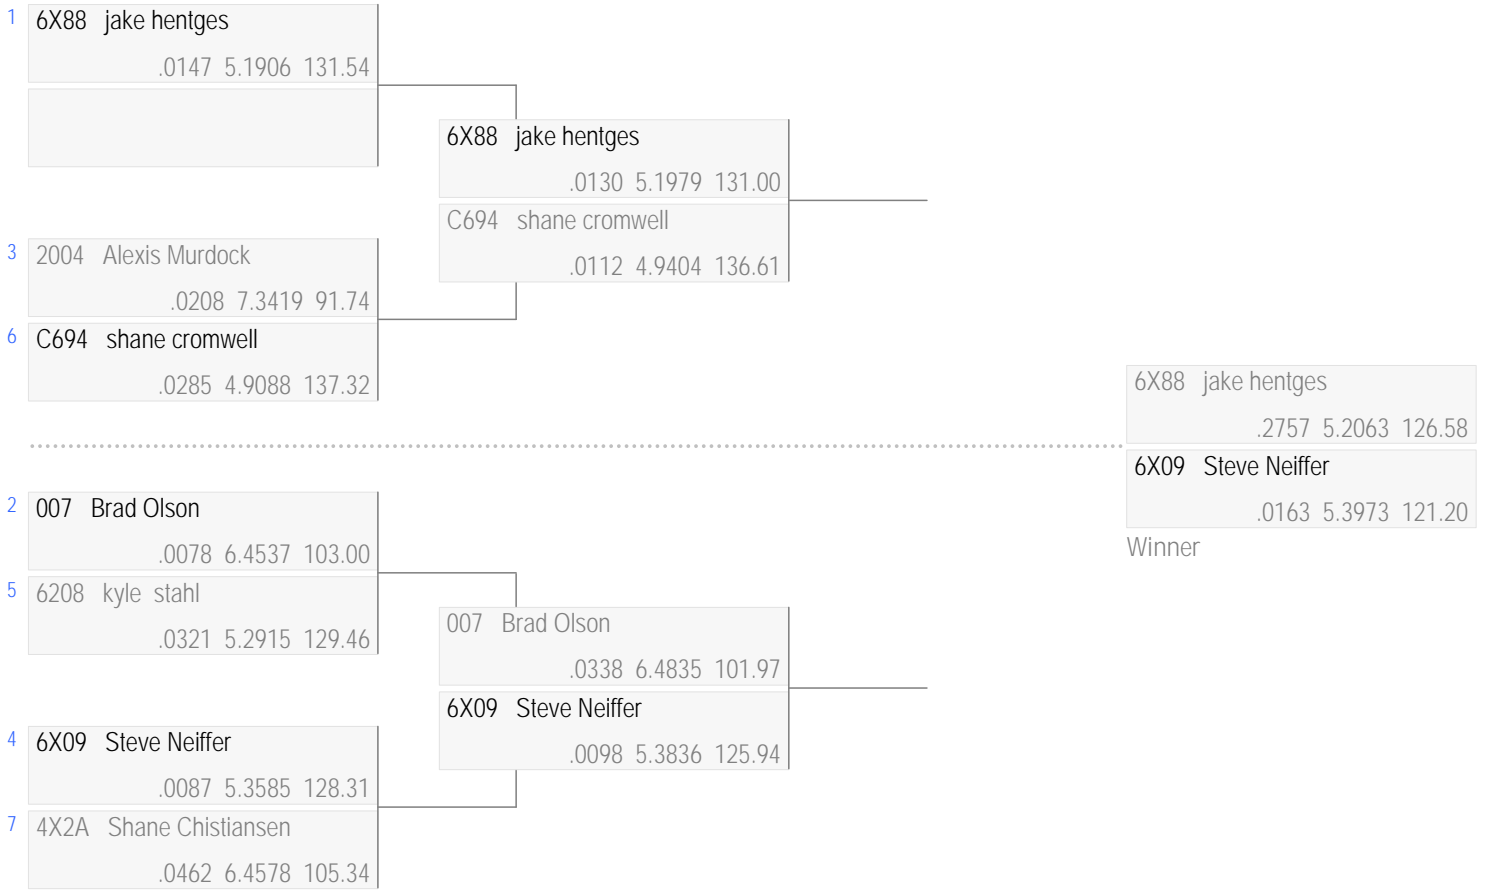 1
6X88 jake hentges
.0147 5.1906 131.54
6X88 jake hentges
.0130 5.1979 131.00
C694 shane cromwell
.0112 4.9404 136.61
3
2004 Alexis Murdock
.0208 7.3419 91.74
6
C694 shane cromwell
.0285 4.9088 137.32
6X88 jake hentges
.2757 5.2063 126.58
6X09 Steve Neiffer
.0163 5.3973 121.20
Winner
2
007 Brad Olson
.0078 6.4537 103.00
5
6208 kyle stahl
.0321 5.2915 129.46
007 Brad Olson
.0338 6.4835 101.97
6X09 Steve Neiffer
.0098 5.3836 125.94
4
6X09 Steve Neiffer
.0087 5.3585 128.31
7
4X2A Shane Chistiansen
.0462 6.4578 105.34